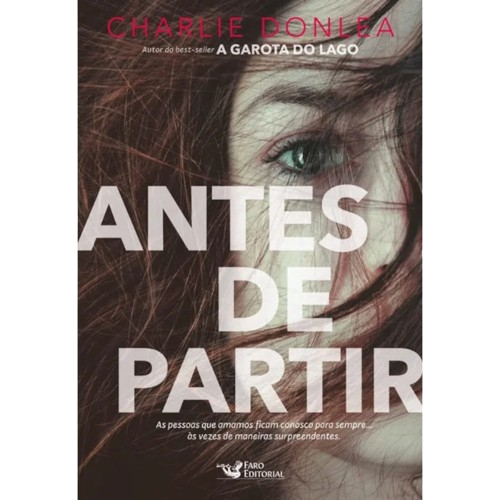 CHARLIE DONLEA
Autor do best-seller A GAROTA DO LAGO
ANTES
DE
PARTIR
As pessoas que amamos ficam conosco para sempre...
às vezes de maneiras surpreendentes.
FARO
EDITORIAL